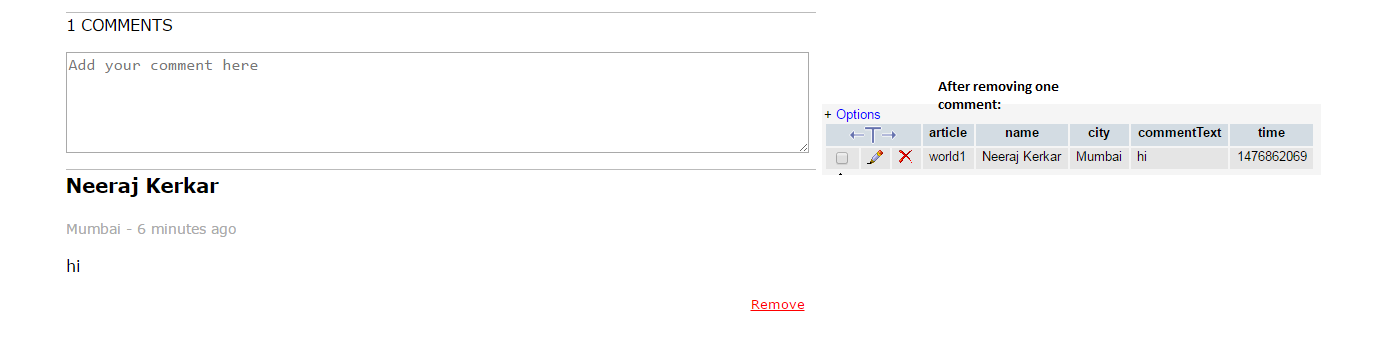 1 COMMENTS
Add your comment here
Neeraj Kerkar
Mumbai - 6 minutes ago
hi
Remove
After removing one
comment:
+ Options
←T→ article name city commentText time
world1 Neeraj Kerkar Mumbai hi 1476862069